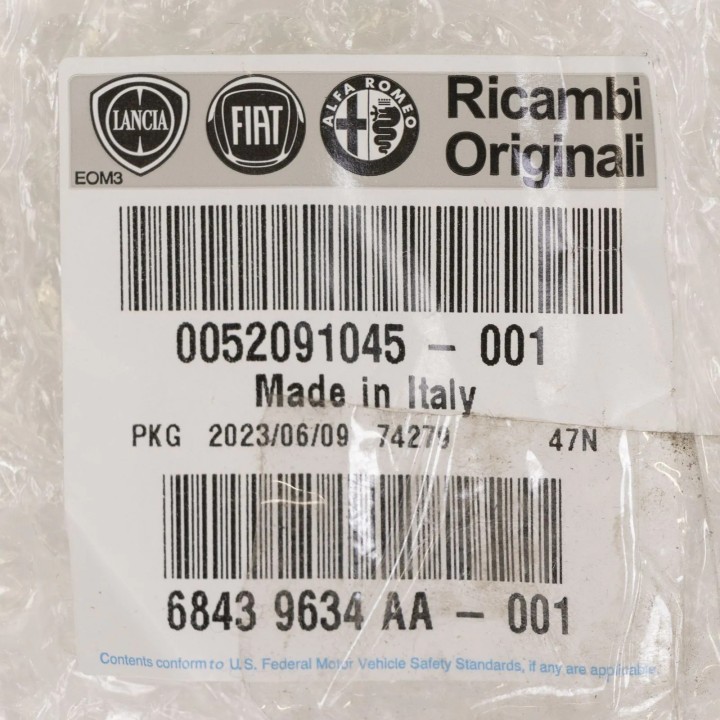 LANCIA FIAT ALFA ROMEO Ricambi
Originali
EOM3
0052091045 - 001
Made in Italy
PKG 2023/06/09 74279 47N
6843 9634 AA - 001
Contents conform to U.S. Federal Motor Vehicle Safety Standards, if any are applicable.